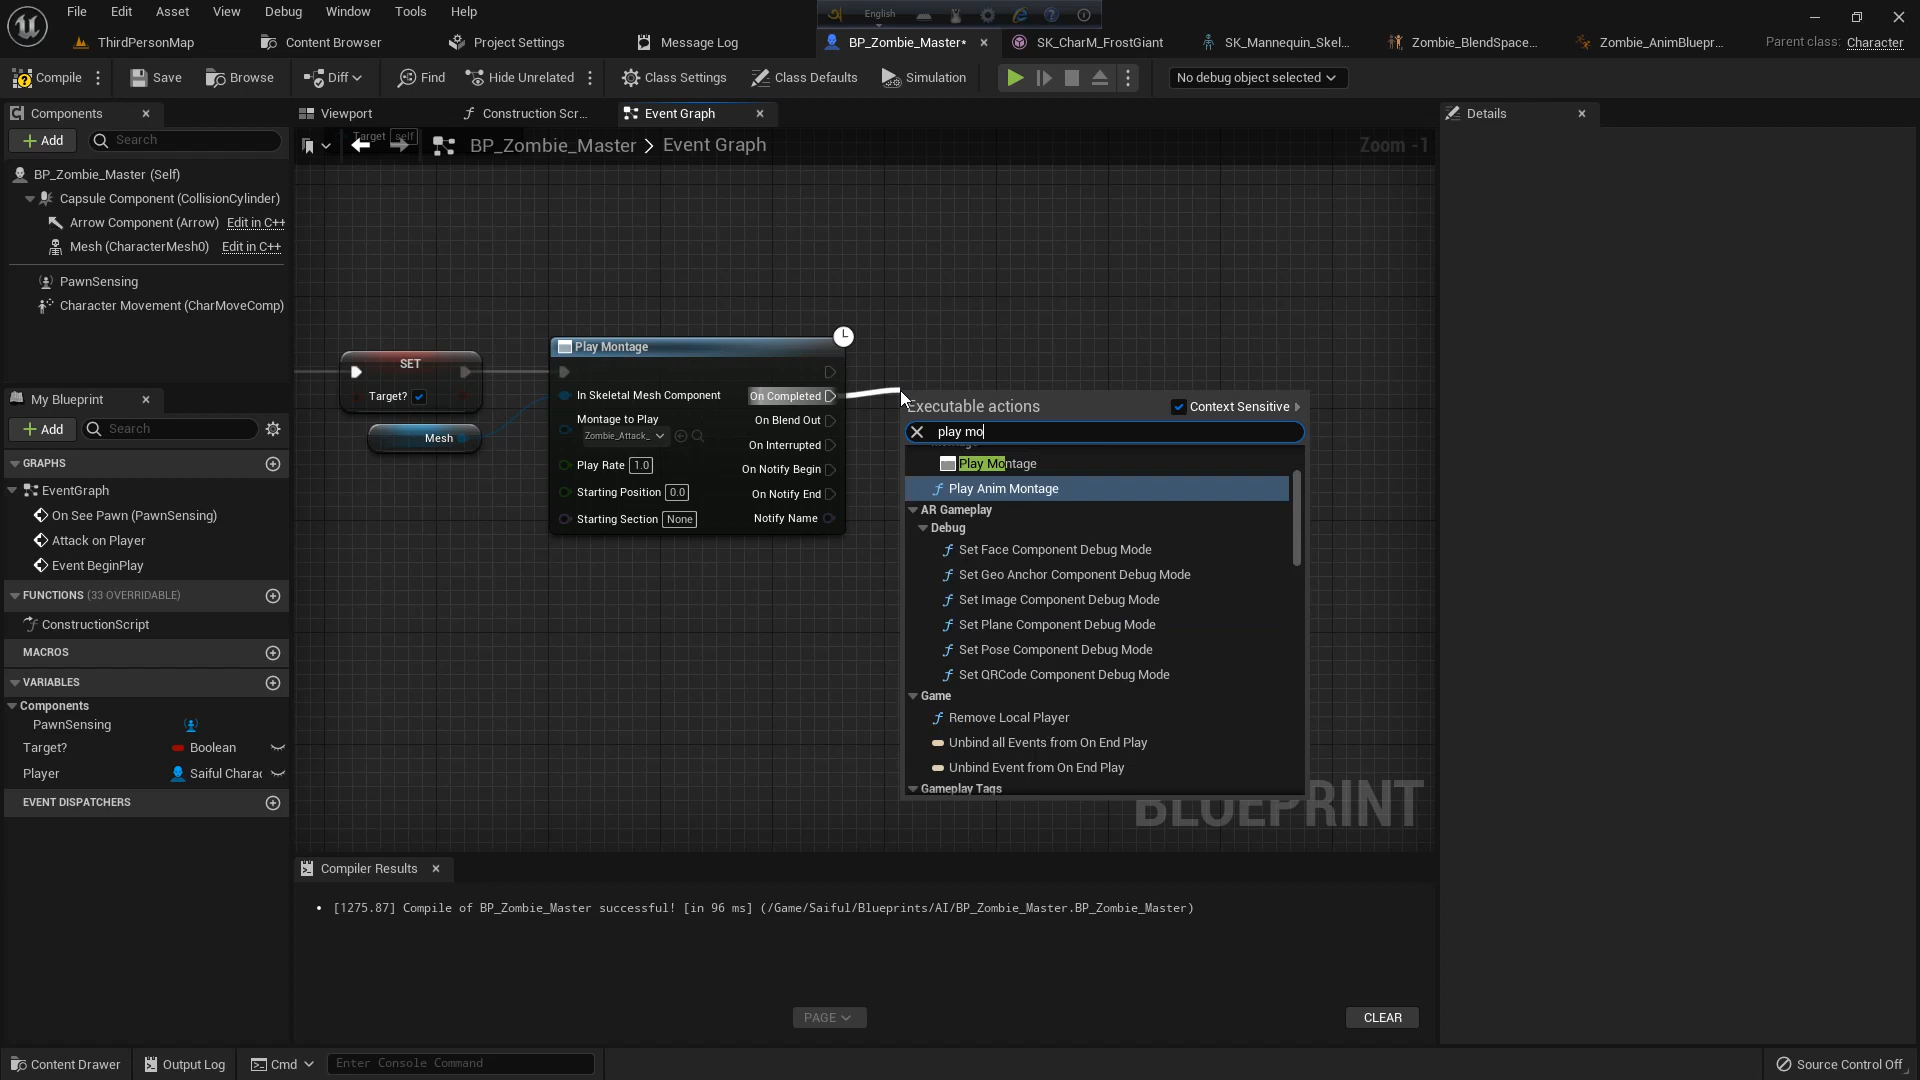 File Edit Asset View Debug Window Tools Help
English
ThirdPersonMap Content Browser Project Settings Message Log BP_Zombie_Master* SK_CharM_FrostGiant SK_Mannequin_Skel... Zombie_BlendSpace... Zombie_AnimBluepr... Parent class: Character
Compile Save Browse Diff Find Hide Unrelated Class Settings Class Defaults Simulation No debug object selected
Components Viewport Construction Scr... Event Graph Details
Add Search
Target self
BP_Zombie_Master > Event Graph Zoom -1
BP_Zombie_Master (Self)
Capsule Component (CollisionCylinder)
Arrow Component (Arrow) Edit in C++
Mesh (CharacterMesh0) Edit in C++
PawnSensing
Character Movement (CharMoveComp)
SET
Target?
Mesh
Play Montage
In Skeletal Mesh Component On Completed
Montage to Play On Blend Out
Zombie_Attack_
On Interrupted
Play Rate 1.0 On Notify Begin
Starting Position 0.0 On Notify End
Starting Section None Notify Name
Executable actions Context Sensitive
play mo
Play Montage
Play Anim Montage
AR Gameplay
Debug
Set Face Component Debug Mode
Set Geo Anchor Component Debug Mode
Set Image Component Debug Mode
Set Plane Component Debug Mode
Set Pose Component Debug Mode
Set QRCode Component Debug Mode
Game
Remove Local Player
Unbind all Events from On End Play
Unbind Event from On End Play
Gameplay Tags
BLUEPRINT
My Blueprint
Add Search
GRAPHS
EventGraph
On See Pawn (PawnSensing)
Attack on Player
Event BeginPlay
FUNCTIONS (33 OVERRIDABLE)
ConstructionScript
MACROS
VARIABLES
Components
PawnSensing
Target? Boolean
Player Saiful Charac
EVENT DISPATCHERS
Compiler Results
[1275.87] Compile of BP_Zombie_Master successful! [in 96 ms] (/Game/Saiful/Blueprints/AI/BP_Zombie_Master.BP_Zombie_Master)
PAGE CLEAR
Content Drawer Output Log Cmd Enter Console Command Source Control Off